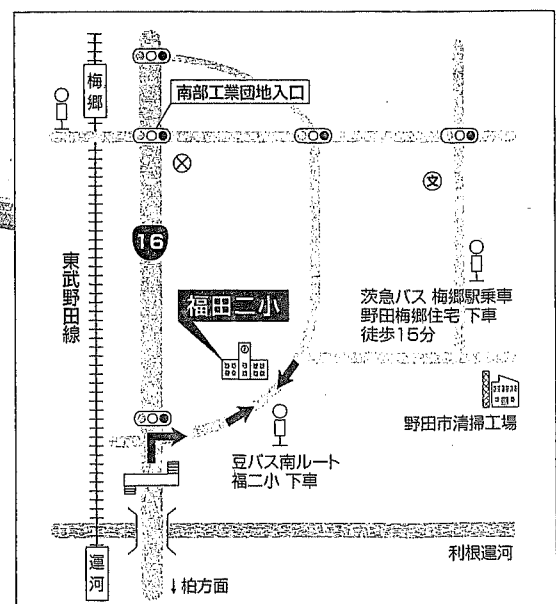 梅郷
南部工業団地入口
文
16
東武野田線
茨急バス 梅郷駅乗車
野田梅郷住宅 下車
徒歩15分
福田二小
野田市清掃工場
豆バス南ルート
福二小 下車
利根運河
運河
↓柏方面